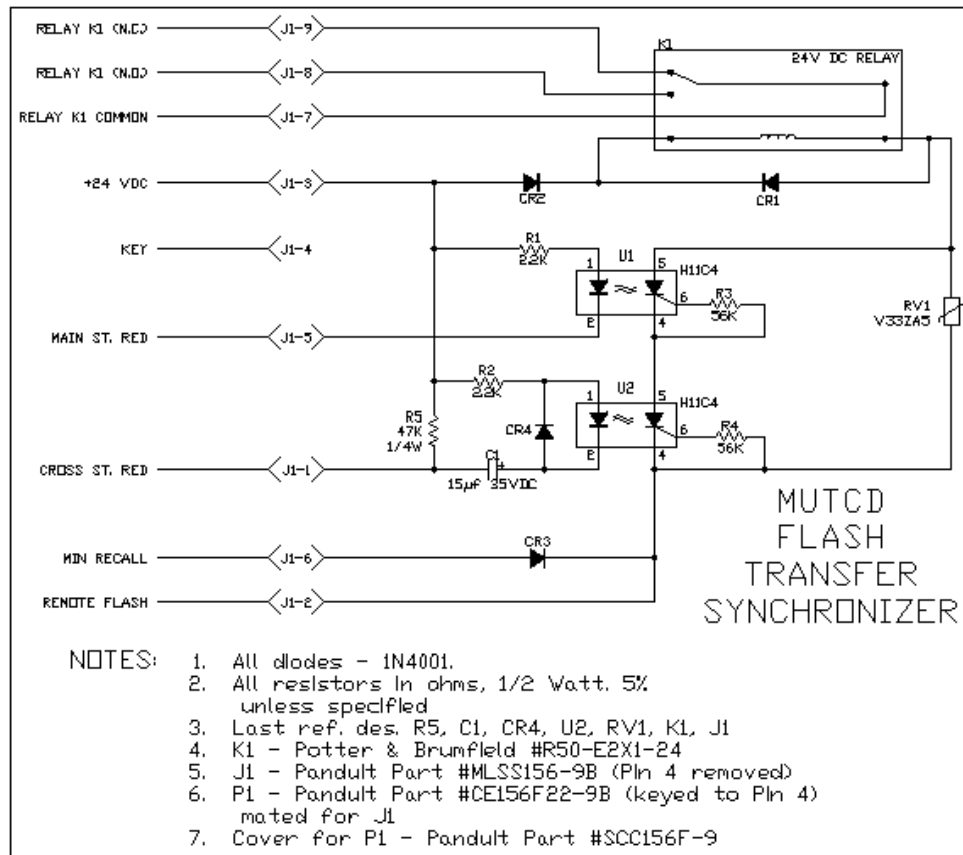 RELAY K1 (N.C) J1-9
K1
24V DC RELAY
RELAY K1 (N.O) J1-8
RELAY K1 COMMON J1-7
+24 VDC J1-3
CR2
CR1
KEY J1-4
R1
2.2K
U1
1
5
H11C4
6
R3
56K
2
4
RV1
V33ZA5
MAIN ST. RED J1-5
R2
2.2K
U2
1
5
H11C4
6
R4
56K
2
4
R5
47K
1/4W
CR4
C1
+
15µf 35VDC
CROSS ST. RED J1-1
MIN RECALL J1-6
CR3
REMOTE FLASH J1-2
MUTCD
FLASH
TRANSFER
SYNCHRONIZER
NOTES:
1. All diodes - 1N4001.
2. All resistors in ohms, 1/2 Watt. 5%
unless specified
3. Last ref. des. R5, C1, CR4, U2, RV1, K1, J1
4. K1 - Potter & Brumfield #R50-E2X1-24
5. J1 - Panduit Part #MLSS156-9B (Pin 4 removed)
6. P1 - Panduit Part #CE156F22-9B (keyed to Pin 4)
mated for J1
7. Cover for P1 - Panduit Part #SCC156F-9